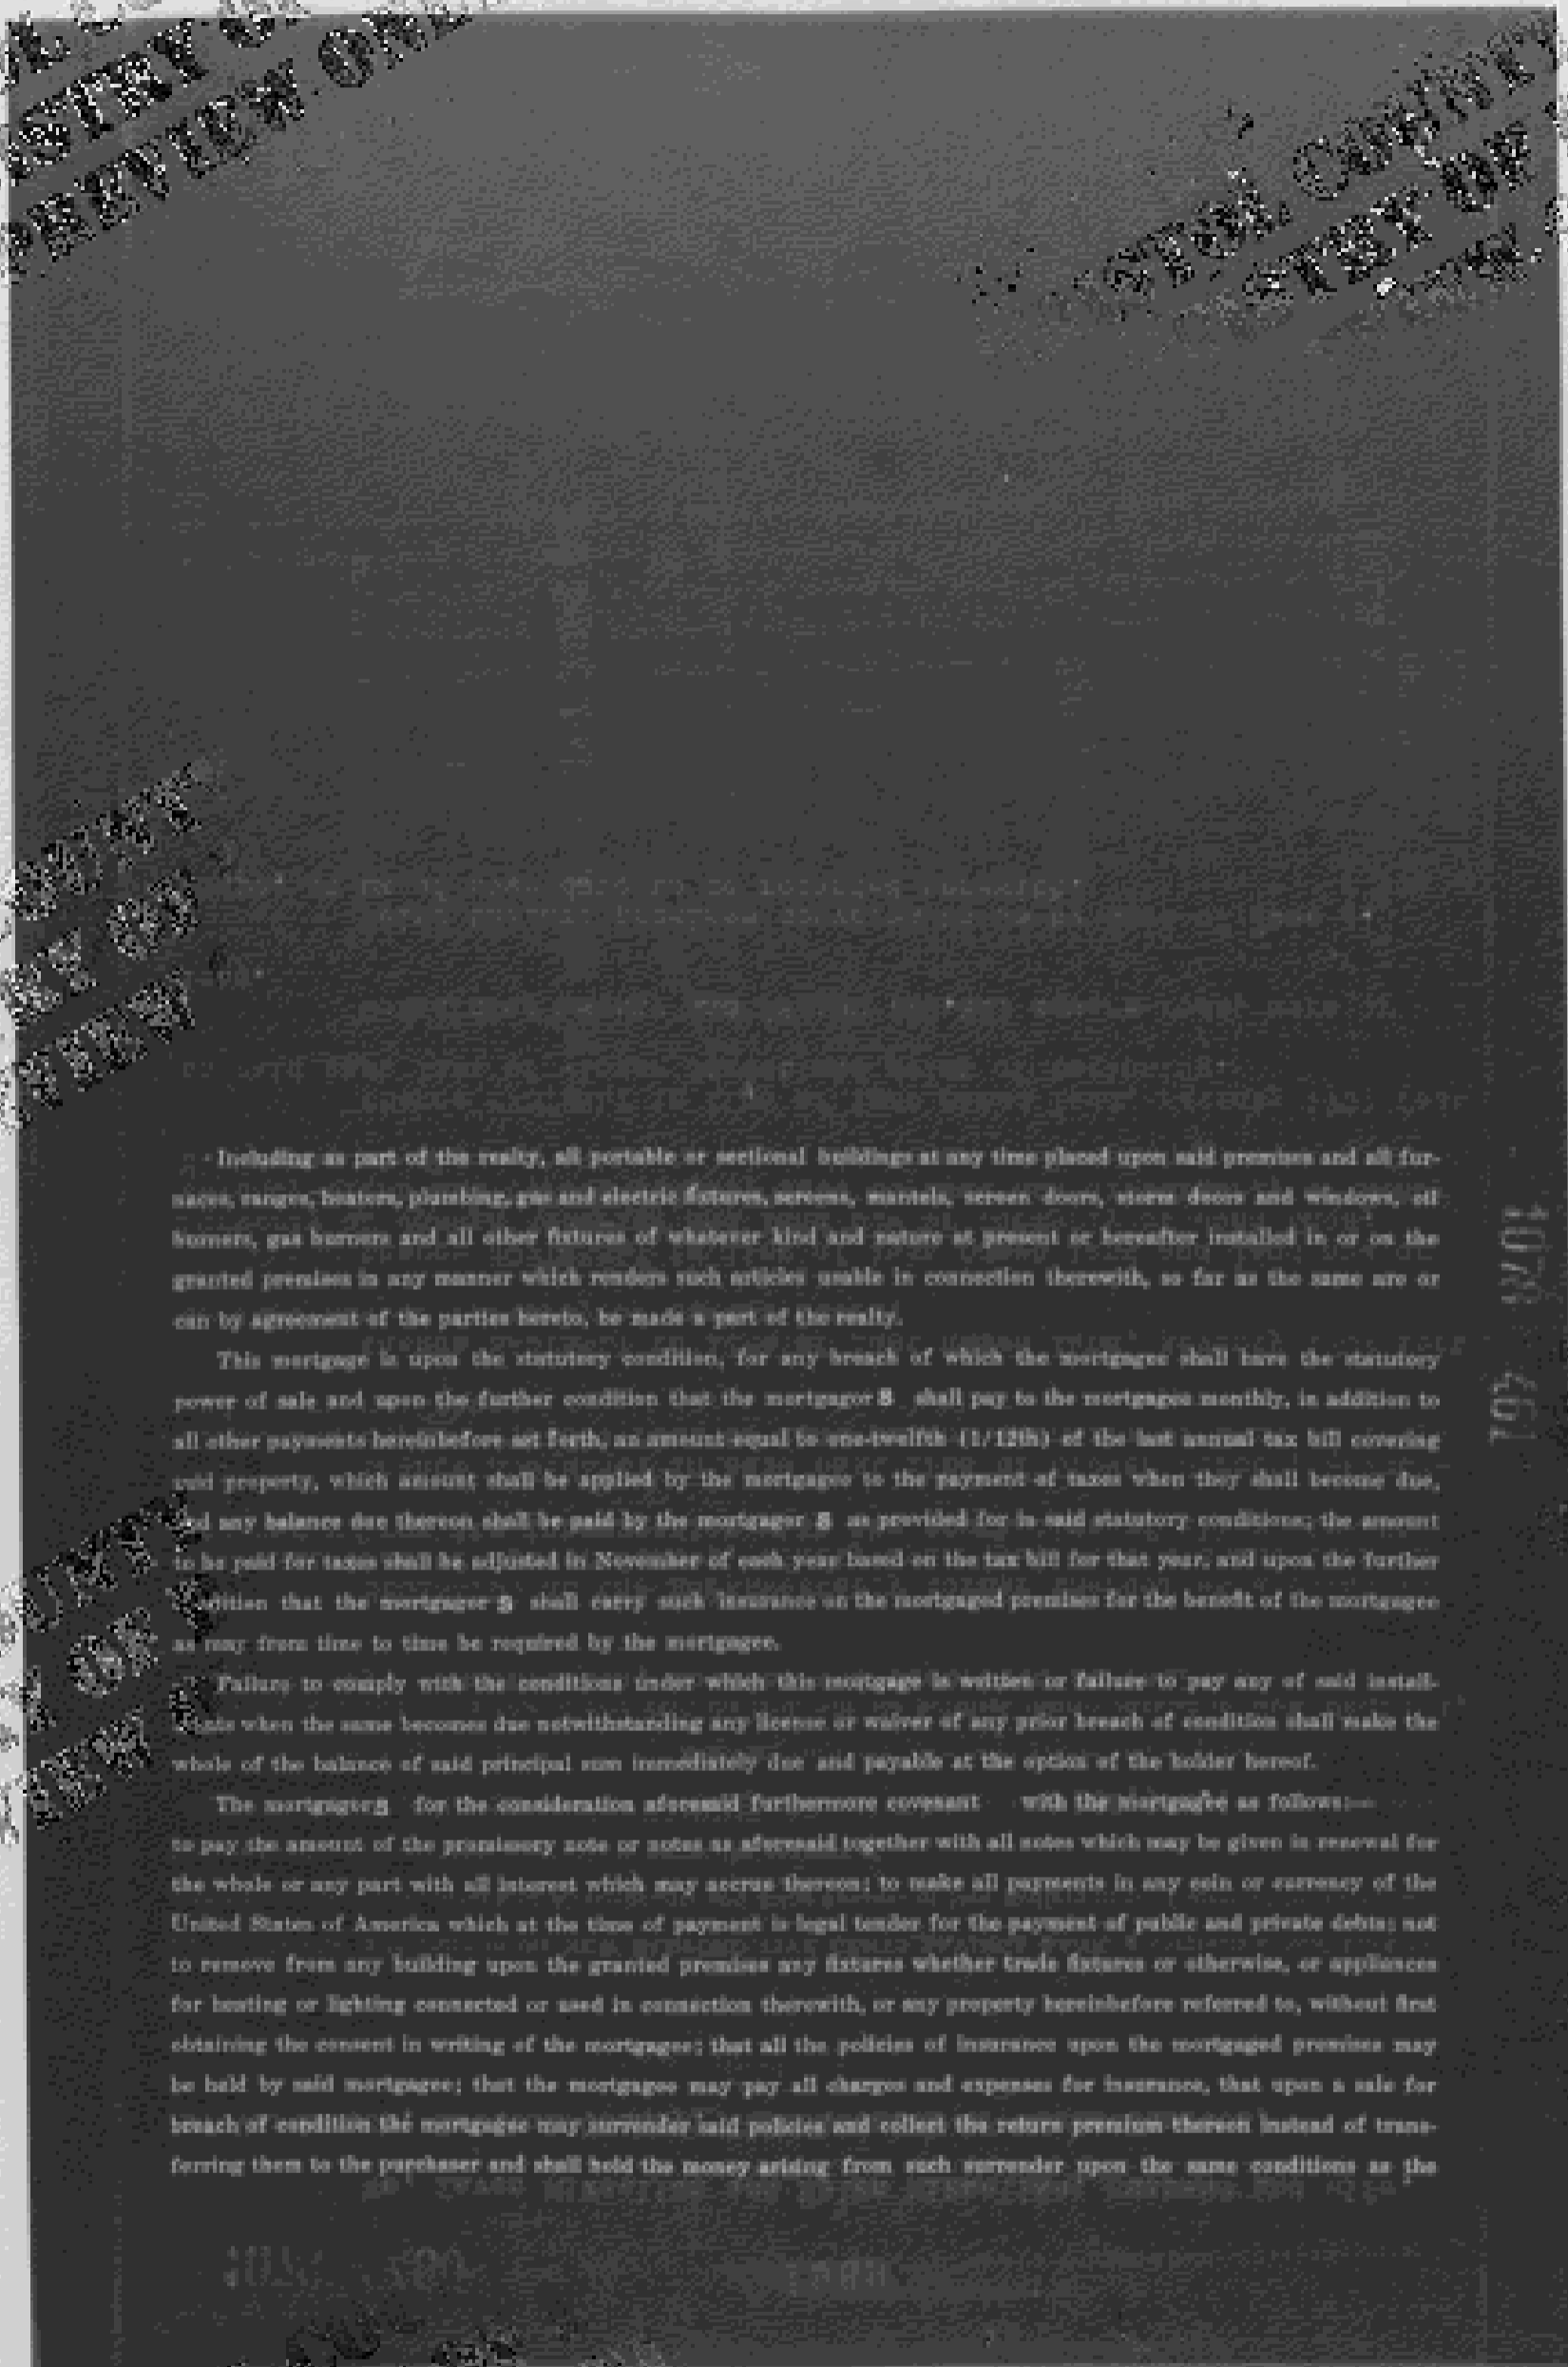 STRY OF
PREVIEW ONL
COUNTY
STRY OF
Including as part of the realty, all portable or sectional buildings at any time placed upon said premises and all fur-
naces, ranges, heaters, plumbing, gas and electric fixtures, screens, mantels, screen doors, storm doors and windows, oil
burners, gas burners and all other fixtures of whatever kind and nature at present or hereafter installed in or on the
granted premises in any manner which renders such articles usable in connection therewith, so far as the same are or
can by agreement of the parties hereto, be made a part of the realty.
This mortgage is upon the statutory condition, for any breach of which the mortgagee shall have the statutory
power of sale and upon the further condition that the mortgagor s shall pay to the mortgagee monthly, in addition to
all other payments hereinbefore set forth, an amount equal to one-twelfth (1/12th) of the last annual tax bill covering
said property, which amount shall be applied by the mortgagee to the payment of taxes when they shall become due,
and any balance due thereon shall be paid by the mortgagor s as provided for in said statutory conditions; the amount
to be paid for taxes shall be adjusted in November of each year based on the tax bill for that year, and upon the further
condition that the mortgagor s shall carry such insurance on the mortgaged premises for the benefit of the mortgagee
as may from time to time be required by the mortgagee.
Failure to comply with the conditions under which this mortgage is written or failure to pay any of said install-
ments when the same becomes due notwithstanding any license or waiver of any prior breach of condition shall make the
whole of the balance of said principal sum immediately due and payable at the option of the holder hereof.
The mortgagors for the consideration aforesaid furthermore covenant with the mortgagee as follows:—
to pay the amount of the promissory note or notes as aforesaid together with all notes which may be given in renewal for
the whole or any part with all interest which may accrue thereon; to make all payments in any coin or currency of the
United States of America which at the time of payment is legal tender for the payment of public and private debts; not
to remove from any building upon the granted premises any fixtures whether trade fixtures or otherwise, or appliances
for heating or lighting connected or used in connection therewith, or any property hereinbefore referred to, without first
obtaining the consent in writing of the mortgagee; that all the policies of insurance upon the mortgaged premises may
be held by said mortgagee; that the mortgagee may pay all charges and expenses for insurance, that upon a sale for
breach of condition the mortgagee may surrender said policies and collect the return premium thereon instead of trans-
ferring them to the purchaser and shall hold the money arising from such surrender upon the same conditions as the